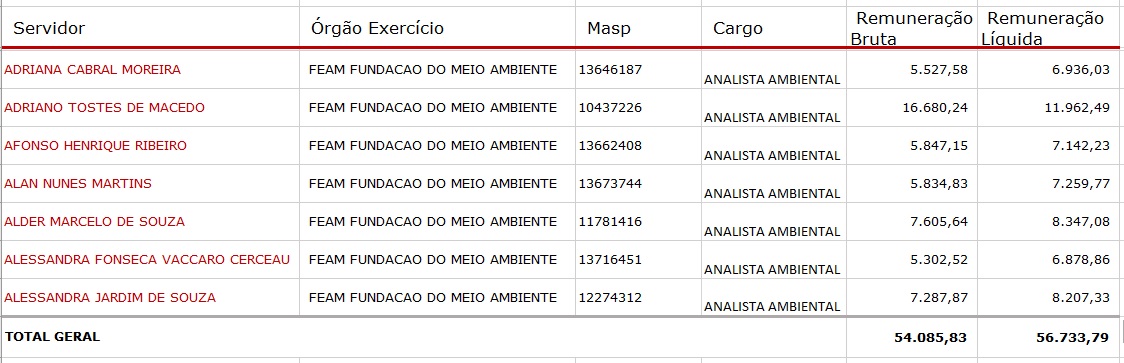 Servidor Órgão Exercício Masp Cargo Remuneração Bruta Remuneração Líquida
ADRIANA CABRAL MOREIRA FEAM FUNDACAO DO MEIO AMBIENTE 13646187 ANALISTA AMBIENTAL 5.527,58 6.936,03
ADRIANO TOSTES DE MACEDO FEAM FUNDACAO DO MEIO AMBIENTE 10437226 ANALISTA AMBIENTAL 16.680,24 11.962,49
AFONSO HENRIQUE RIBEIRO FEAM FUNDACAO DO MEIO AMBIENTE 13662408 ANALISTA AMBIENTAL 5.847,15 7.142,23
ALAN NUNES MARTINS FEAM FUNDACAO DO MEIO AMBIENTE 13673744 ANALISTA AMBIENTAL 5.834,83 7.259,77
ALDER MARCELO DE SOUZA FEAM FUNDACAO DO MEIO AMBIENTE 11781416 ANALISTA AMBIENTAL 7.605,64 8.347,08
ALESSANDRA FONSECA VACCARO CERCEAU FEAM FUNDACAO DO MEIO AMBIENTE 13716451 ANALISTA AMBIENTAL 5.302,52 6.878,86
ALESSANDRA JARDIM DE SOUZA FEAM FUNDACAO DO MEIO AMBIENTE 12274312 ANALISTA AMBIENTAL 7.287,87 8.207,33
TOTAL GERAL 54.085,83 56.733,79